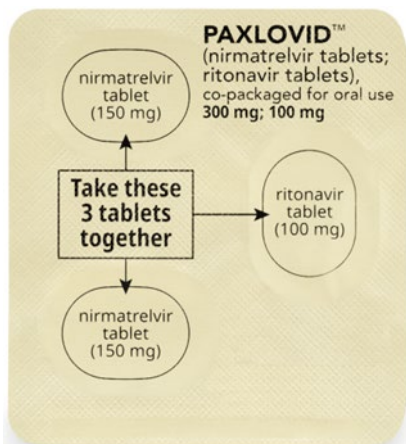 PAXLOVID™
(nirmatrelvir tablets;
ritonavir tablets),
co-packaged for oral use
300 mg; 100 mg
nirmatrelvir
tablet
(150 mg)
Take these
3 tablets
together
ritonavir
tablet
(100 mg)
nirmatrelvir
tablet
(150 mg)